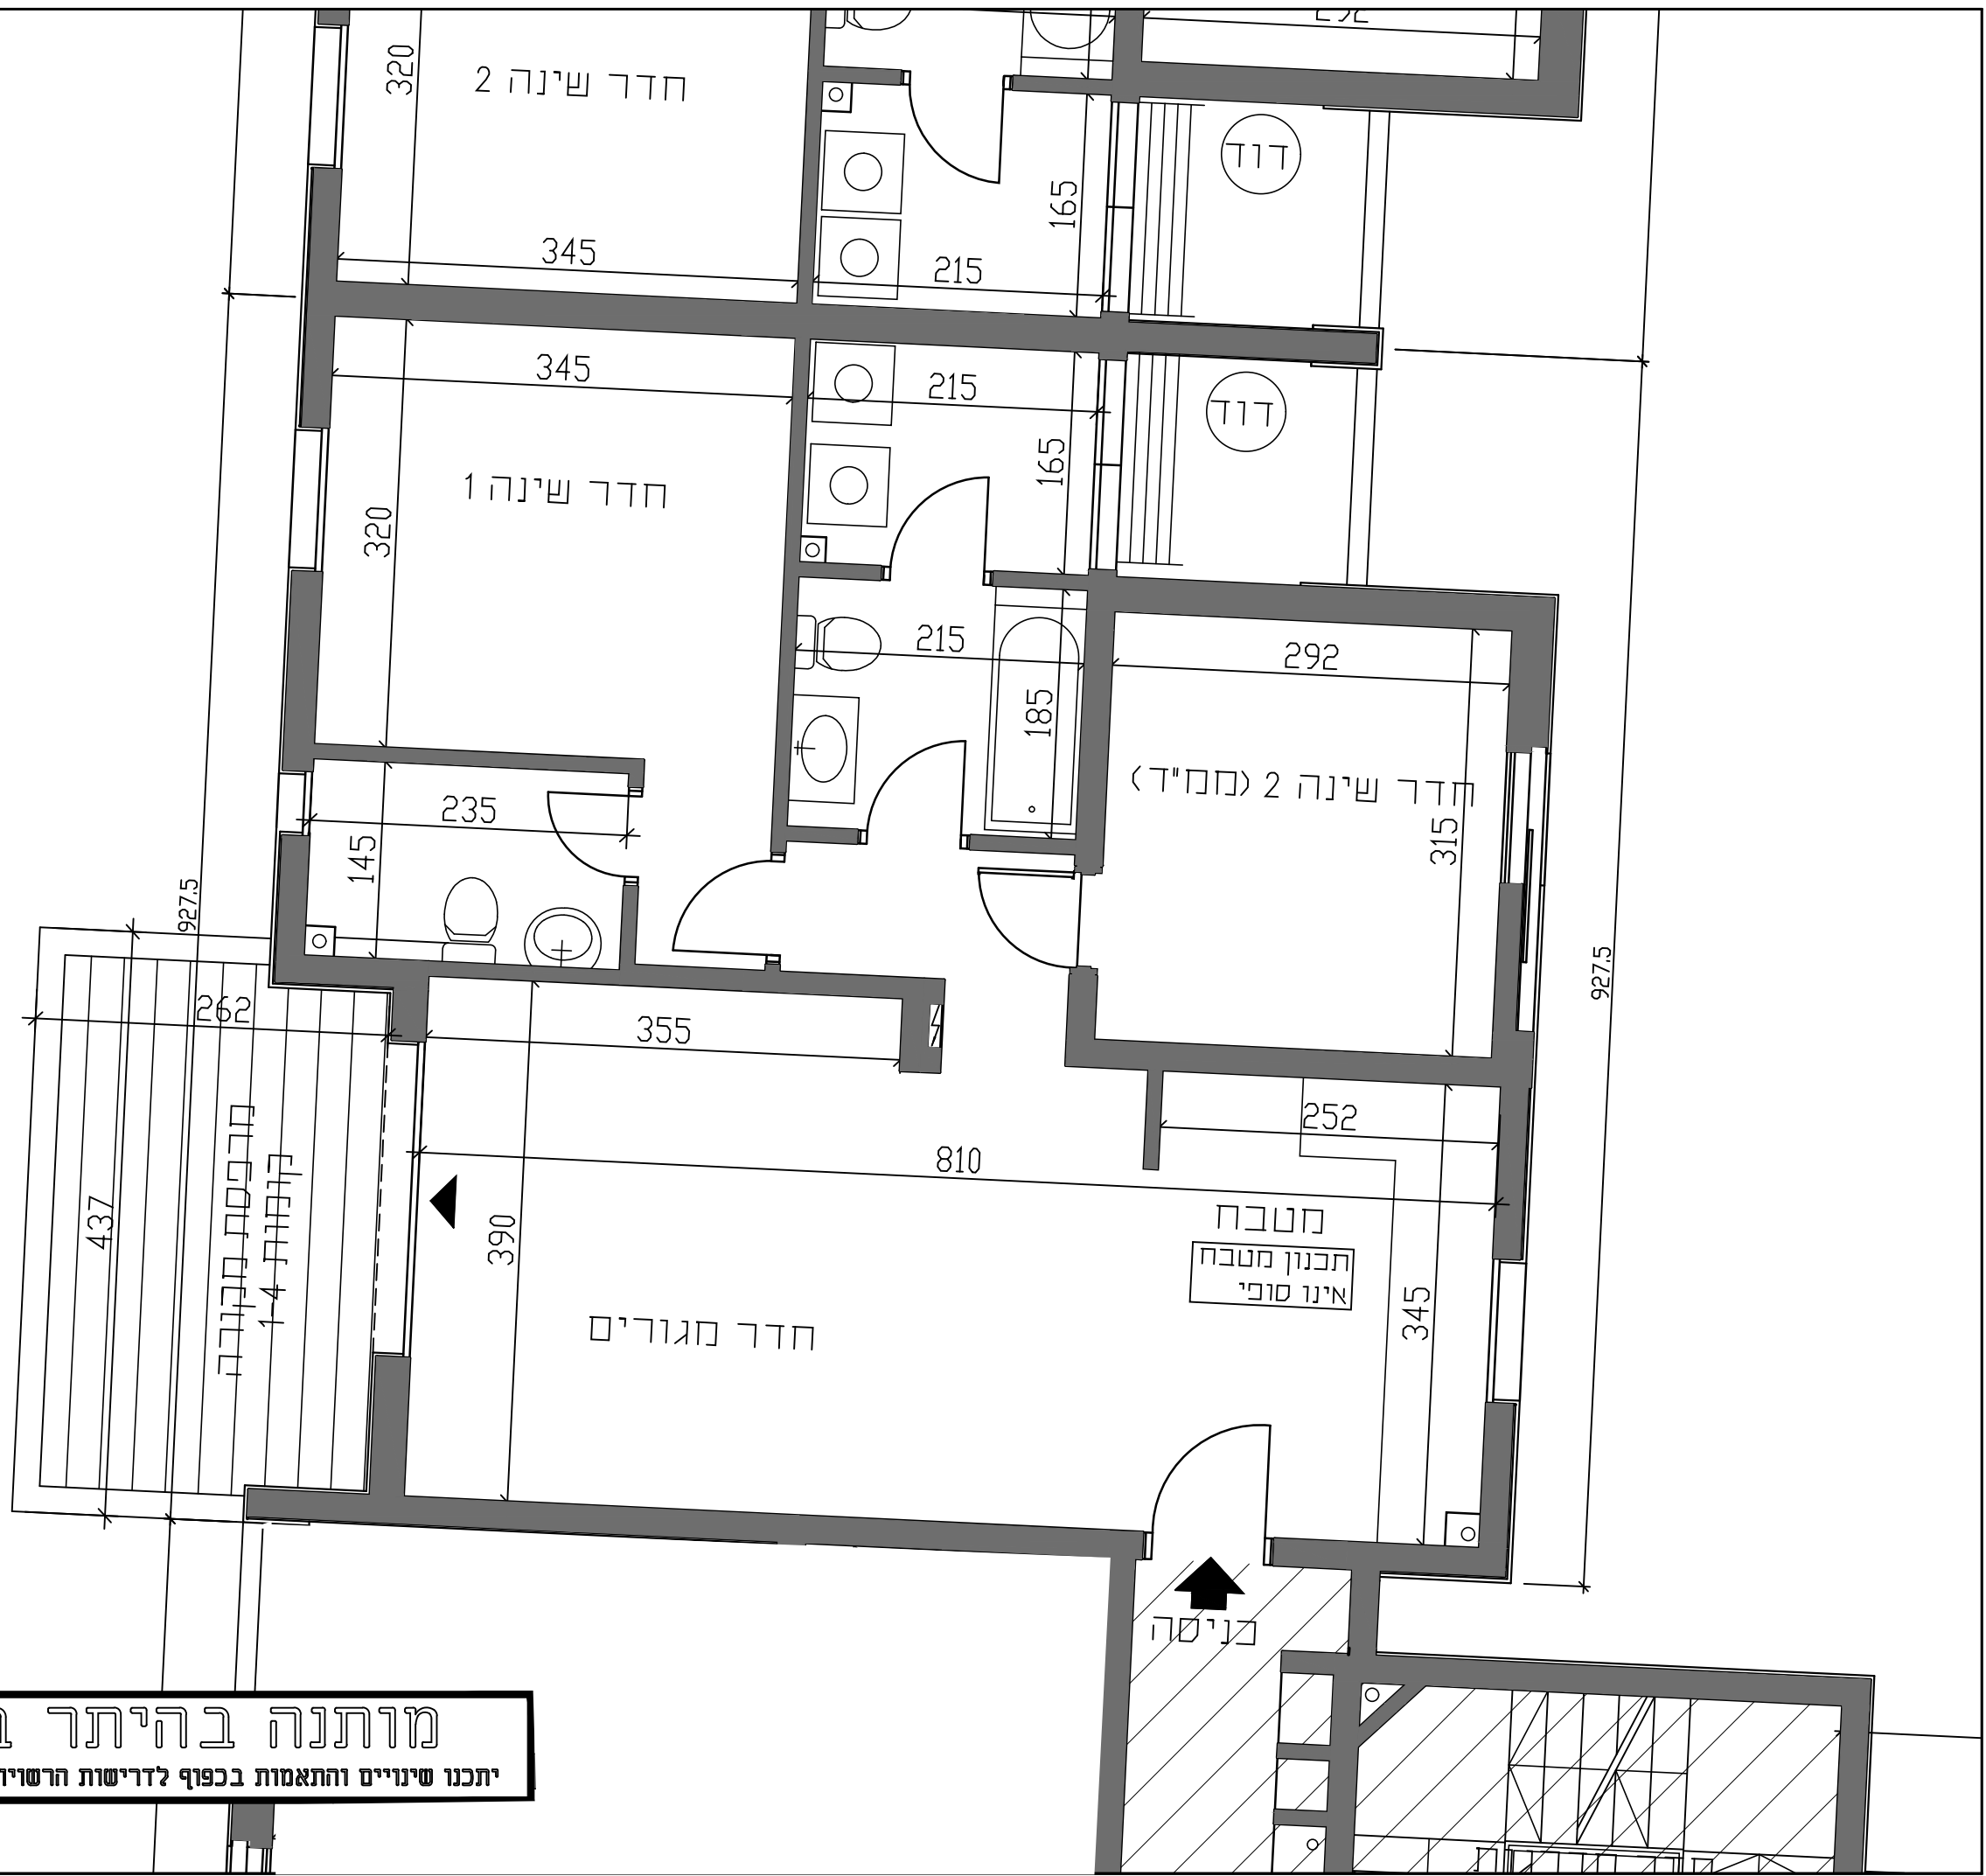 320
חדר שינה 2
דוד
165
345
215
345
215
דוד
165
חדר שינה 1
320
215
292
185
חדר שינה 2 (ממ"ד)
235
315
145
927.5
927.5
262
355
252
810
מרפסת מקורה
קומות 1-4
437
390
מטבח
תכנון מטבח
אינו סופי
345
חדר מגורים
כניסה
מותנה בהיתר
יתכנו שינויים והתאמות בכפוף לדרישות